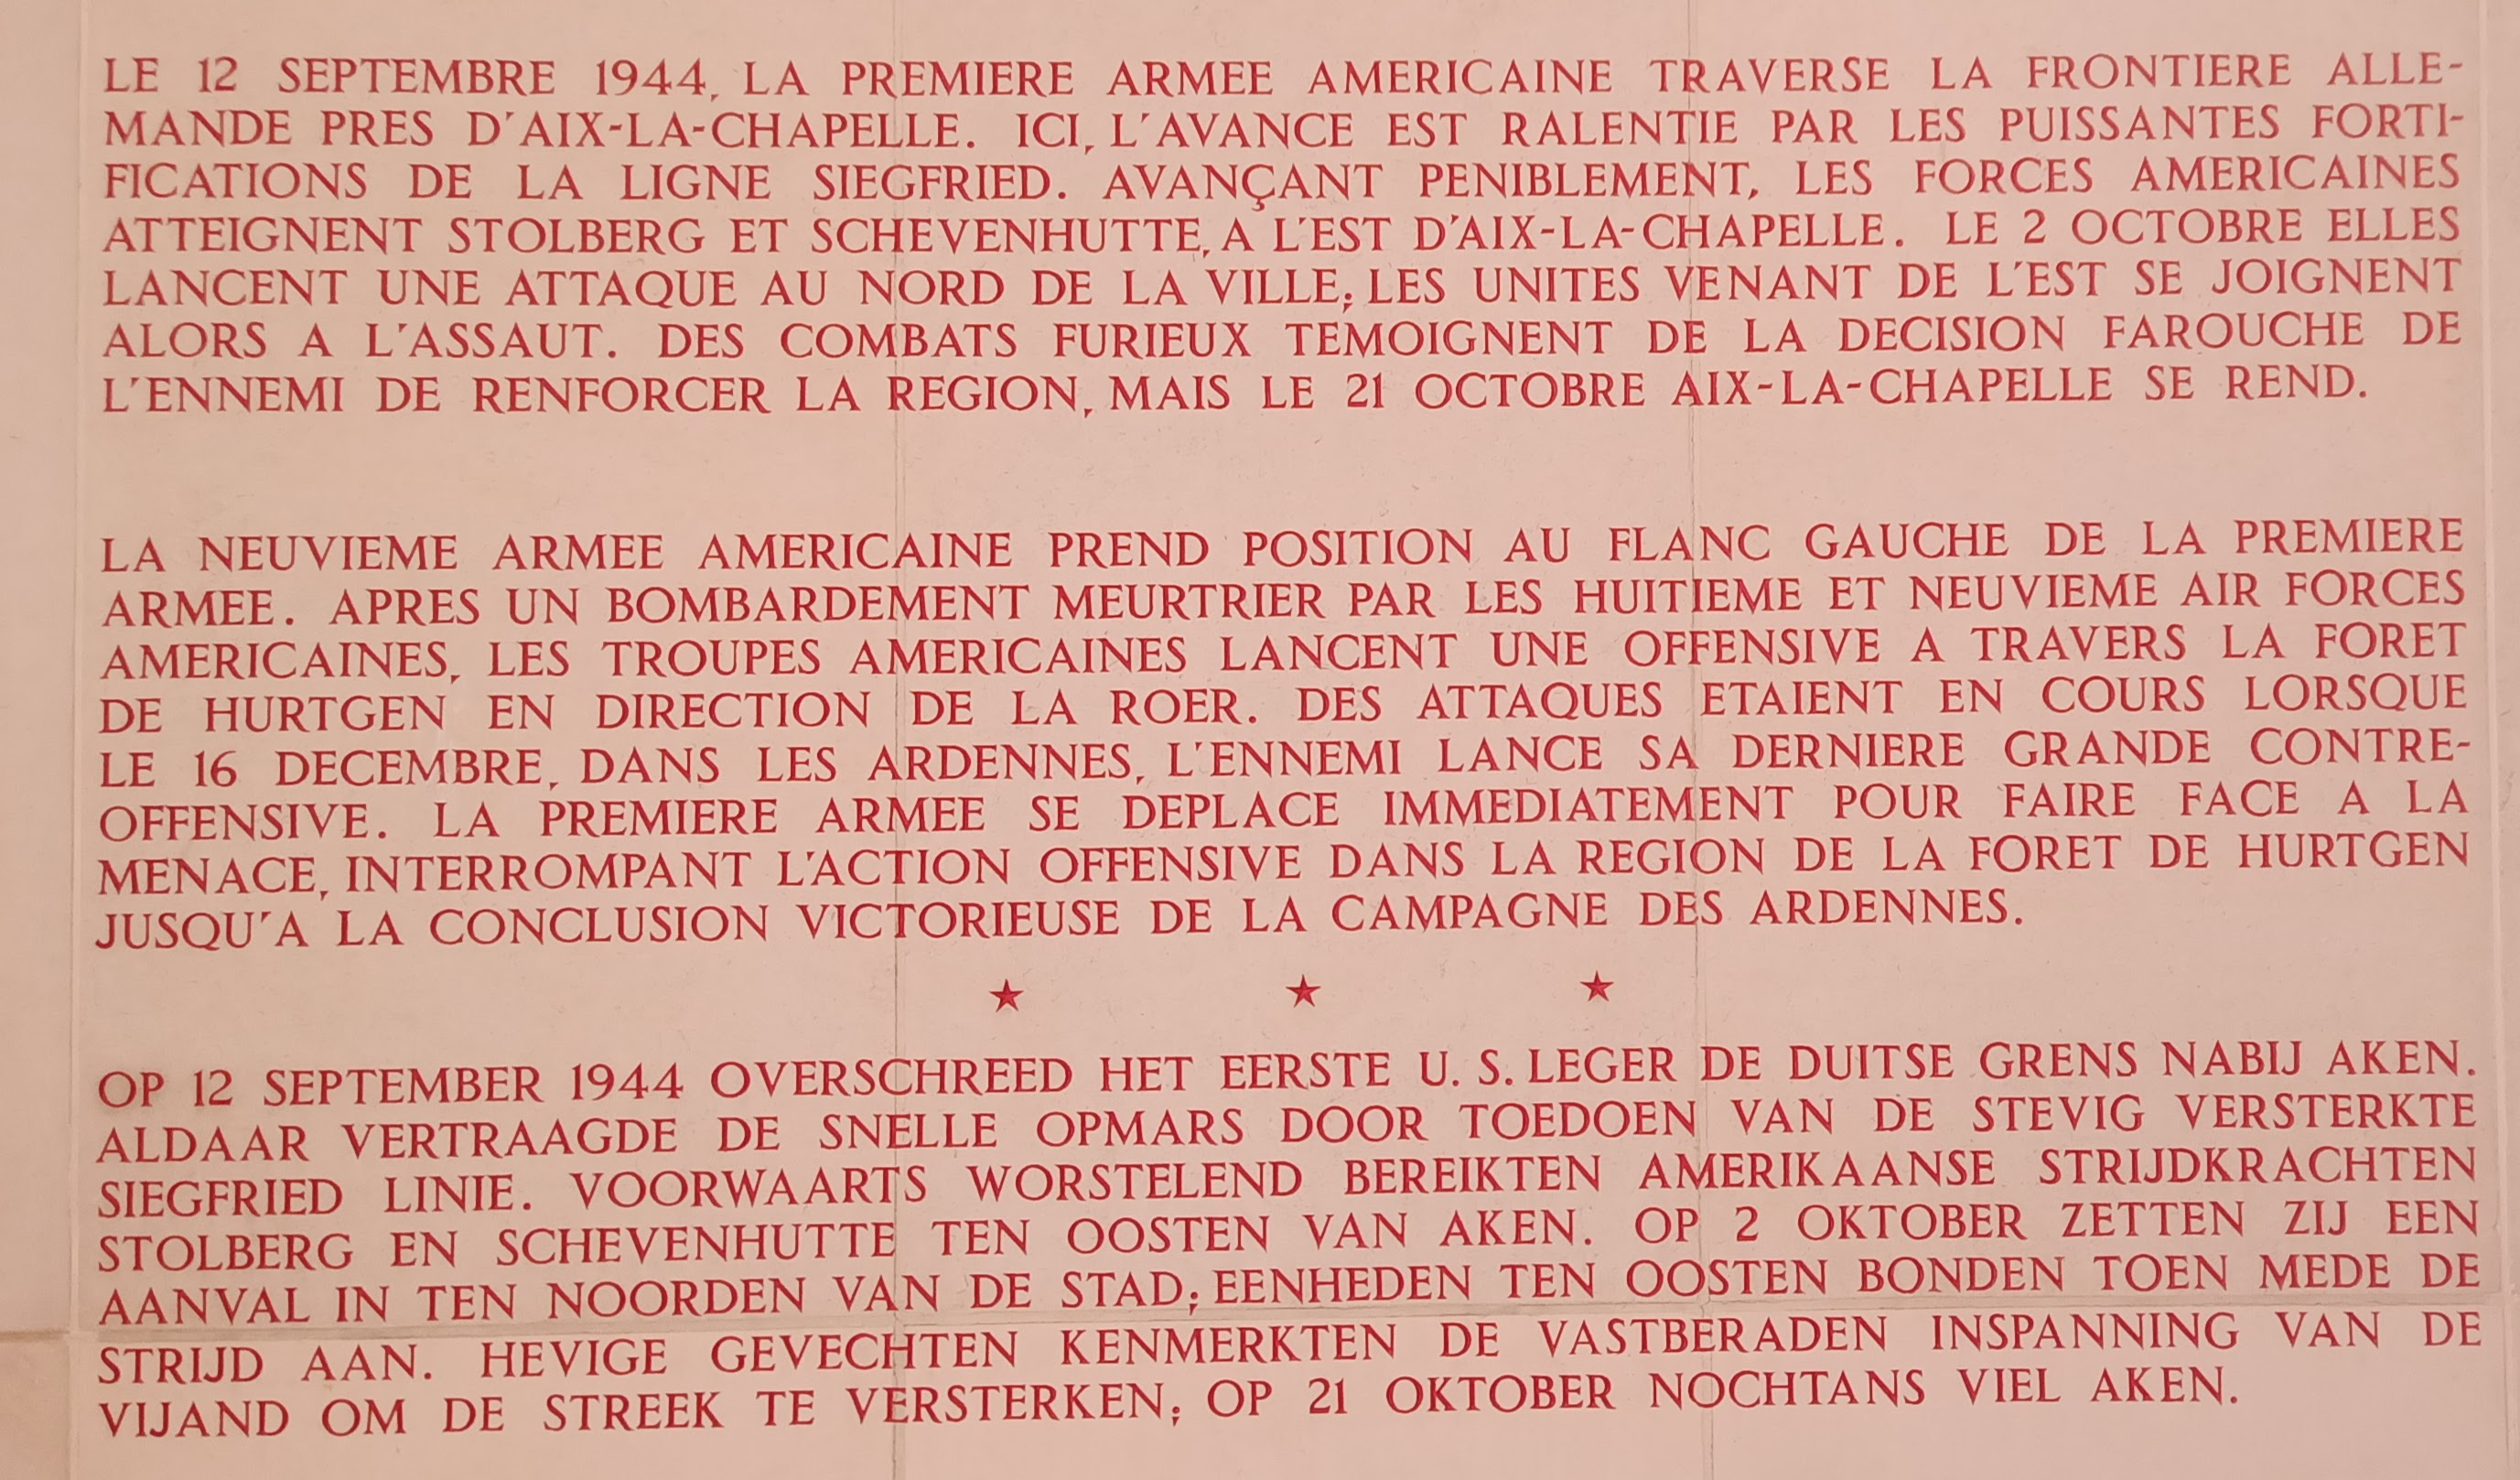 LE 12 SEPTEMBRE 1944, LA PREMIERE ARMEE AMERICAINE TRAVERSE LA FRONTIERE ALLE-
MANDE PRES D'AIX-LA-CHAPELLE. ICI, L'AVANCE EST RALENTIE PAR LES PUISSANTES FORTI-
FICATIONS DE LA LIGNE SIEGFRIED. AVANÇANT PENIBLEMENT, LES FORCES AMERICAINES
ATTEIGNENT STOLBERG ET SCHEVENHUTTE, A L'EST D'AIX-LA-CHAPELLE. LE 2 OCTOBRE ELLES
LANCENT UNE ATTAQUE AU NORD DE LA VILLE; LES UNITES VENANT DE L'EST SE JOIGNENT
ALORS A L'ASSAUT. DES COMBATS FURIEUX TEMOIGNENT DE LA DECISION FAROUCHE DE
L'ENNEMI DE RENFORCER LA REGION, MAIS LE 21 OCTOBRE AIX-LA-CHAPELLE SE REND.
LA NEUVIEME ARMEE AMERICAINE PREND POSITION AU FLANC GAUCHE DE LA PREMIERE
ARMEE. APRES UN BOMBARDEMENT MEURTRIER PAR LES HUITIEME ET NEUVIEME AIR FORCES
AMERICAINES, LES TROUPES AMERICAINES LANCENT UNE OFFENSIVE A TRAVERS LA FORET
DE HURTGEN EN DIRECTION DE LA ROER. DES ATTAQUES ETAIENT EN COURS LORSQUE
LE 16 DECEMBRE, DANS LES ARDENNES, L'ENNEMI LANCE SA DERNIERE GRANDE CONTRE-
OFFENSIVE. LA PREMIERE ARMEE SE DEPLACE IMMEDIATEMENT POUR FAIRE FACE A LA
MENACE, INTERROMPANT L'ACTION OFFENSIVE DANS LA REGION DE LA FORET DE HURTGEN
JUSQU'A LA CONCLUSION VICTORIEUSE DE LA CAMPAGNE DES ARDENNES.
OP 12 SEPTEMBER 1944 OVERSCHREED HET EERSTE U. S. LEGER DE DUITSE GRENS NABIJ AKEN.
ALDAAR VERTRAAGDE DE SNELLE OPMARS DOOR TOEDOEN VAN DE STEVIG VERSTERKTE
SIEGFRIED LINIE. VOORWAARTS WORSTELEND BEREIKTEN AMERIKAANSE STRIJDKRACHTEN
STOLBERG EN SCHEVENHUTTE TEN OOSTEN VAN AKEN. OP 2 OKTOBER ZETTEN ZIJ EEN
AANVAL IN TEN NOORDEN VAN DE STAD; EENHEDEN TEN OOSTEN BONDEN TOEN MEDE DE
STRIJD AAN. HEVIGE GEVECHTEN KENMERKTEN DE VASTBERADEN INSPANNING VAN DE
VIJAND OM DE STREEK TE VERSTERKEN; OP 21 OKTOBER NOCHTANS VIEL AKEN.